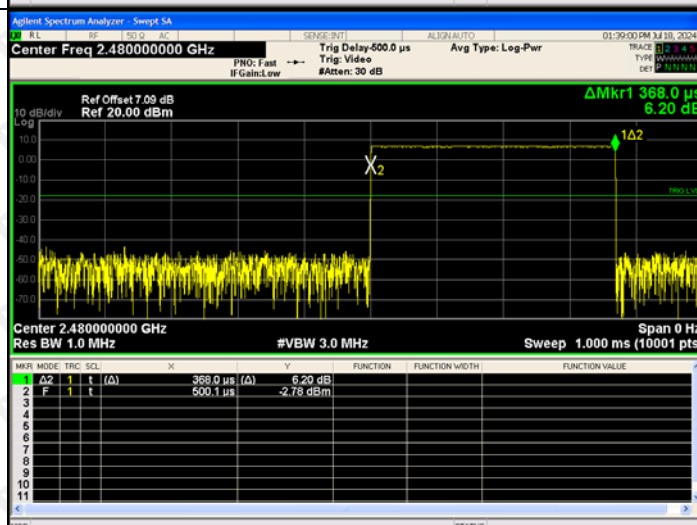 Agilent Spectrum Analyzer - Swept SA
RL RF 50 Ω AC SENSE:INT ALIGN AUTO 01:39:00 PM Jul 18, 2024
Center Freq 2.480000000 GHz Trig Delay-500.0 µs Avg Type: Log-Pwr TRACE 1 2 3 4 5
PNO: Fast Trig: Video TYPE
IFGain:Low #Atten: 30 dB DET P N N N N
Ref Offset 7.09 dB ΔMkr1 368.0 µs
10 dB/div Ref 20.00 dBm 6.20 dB
Log
10.0 1Δ2
0.00 X2
-10.0 TRIG LVL
-20.0
-30.0
-40.0
-50.0
-60.0
-70.0
Center 2.480000000 GHz Span 0 Hz
Res BW 1.0 MHz #VBW 3.0 MHz Sweep 1.000 ms (10001 pts
MKR MODE TRC SCL X Y FUNCTION FUNCTION WIDTH FUNCTION VALUE
1 Δ2 1 t (Δ) 368.0 µs (Δ) 6.20 dB
2 F 1 t 500.1 µs -2.78 dBm
3
4
5
6
7
8
9
10
11